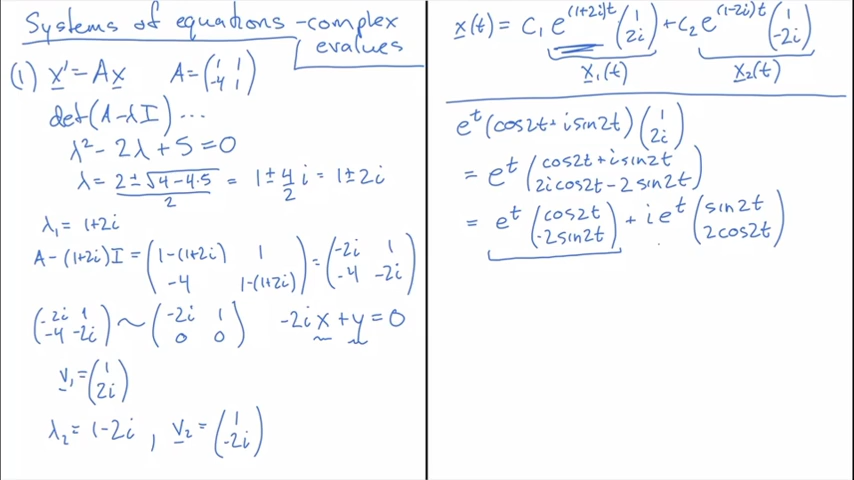 Systems of equations - complex evalues
(1) x' = Ax    A = (1 1; -4 1)
det(A-λI) ...
λ² - 2λ + 5 = 0
λ = (2 ± √(4-4·5))/2 = 1 ± 4/2 i = 1 ± 2i
λ₁ = 1+2i
A - (1+2i)I = (1-(1+2i) 1; -4 1-(1+2i)) = (-2i 1; -4 -2i)
(-2i 1; -4 -2i) ~ (-2i 1; 0 0)    -2ix + y = 0
v₁ = (1; 2i)
λ₂ = 1-2i , v₂ = (1; -2i)
x(t) = c₁ e^((1+2i)t) (1; 2i) + c₂ e^((1-2i)t) (1; -2i)
x₁(t)    x₂(t)
e^t (cos2t + i sin2t) (1; 2i)
= e^t (cos2t + i sin2t; 2i cos2t - 2 sin2t)
= e^t (cos2t; -2sin2t) + i e^t (sin2t; 2cos2t)